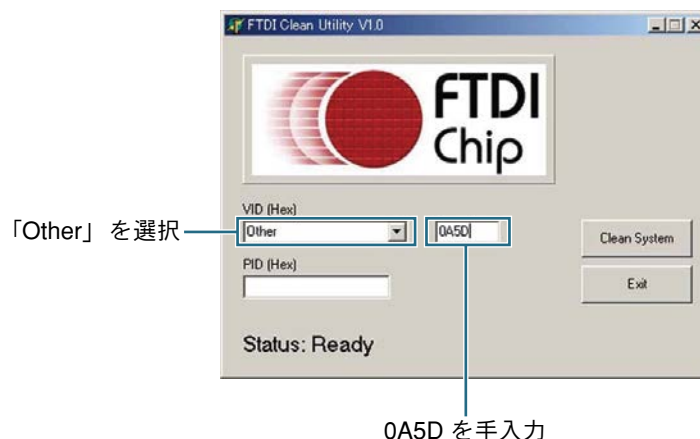 FTDI Clean Utility V1.0
FTDI
Chip
VID (Hex)
「Other」を選択
Other
0A5D
Clean System
PID (Hex)
Exit
Status: Ready
0A5D を手入力